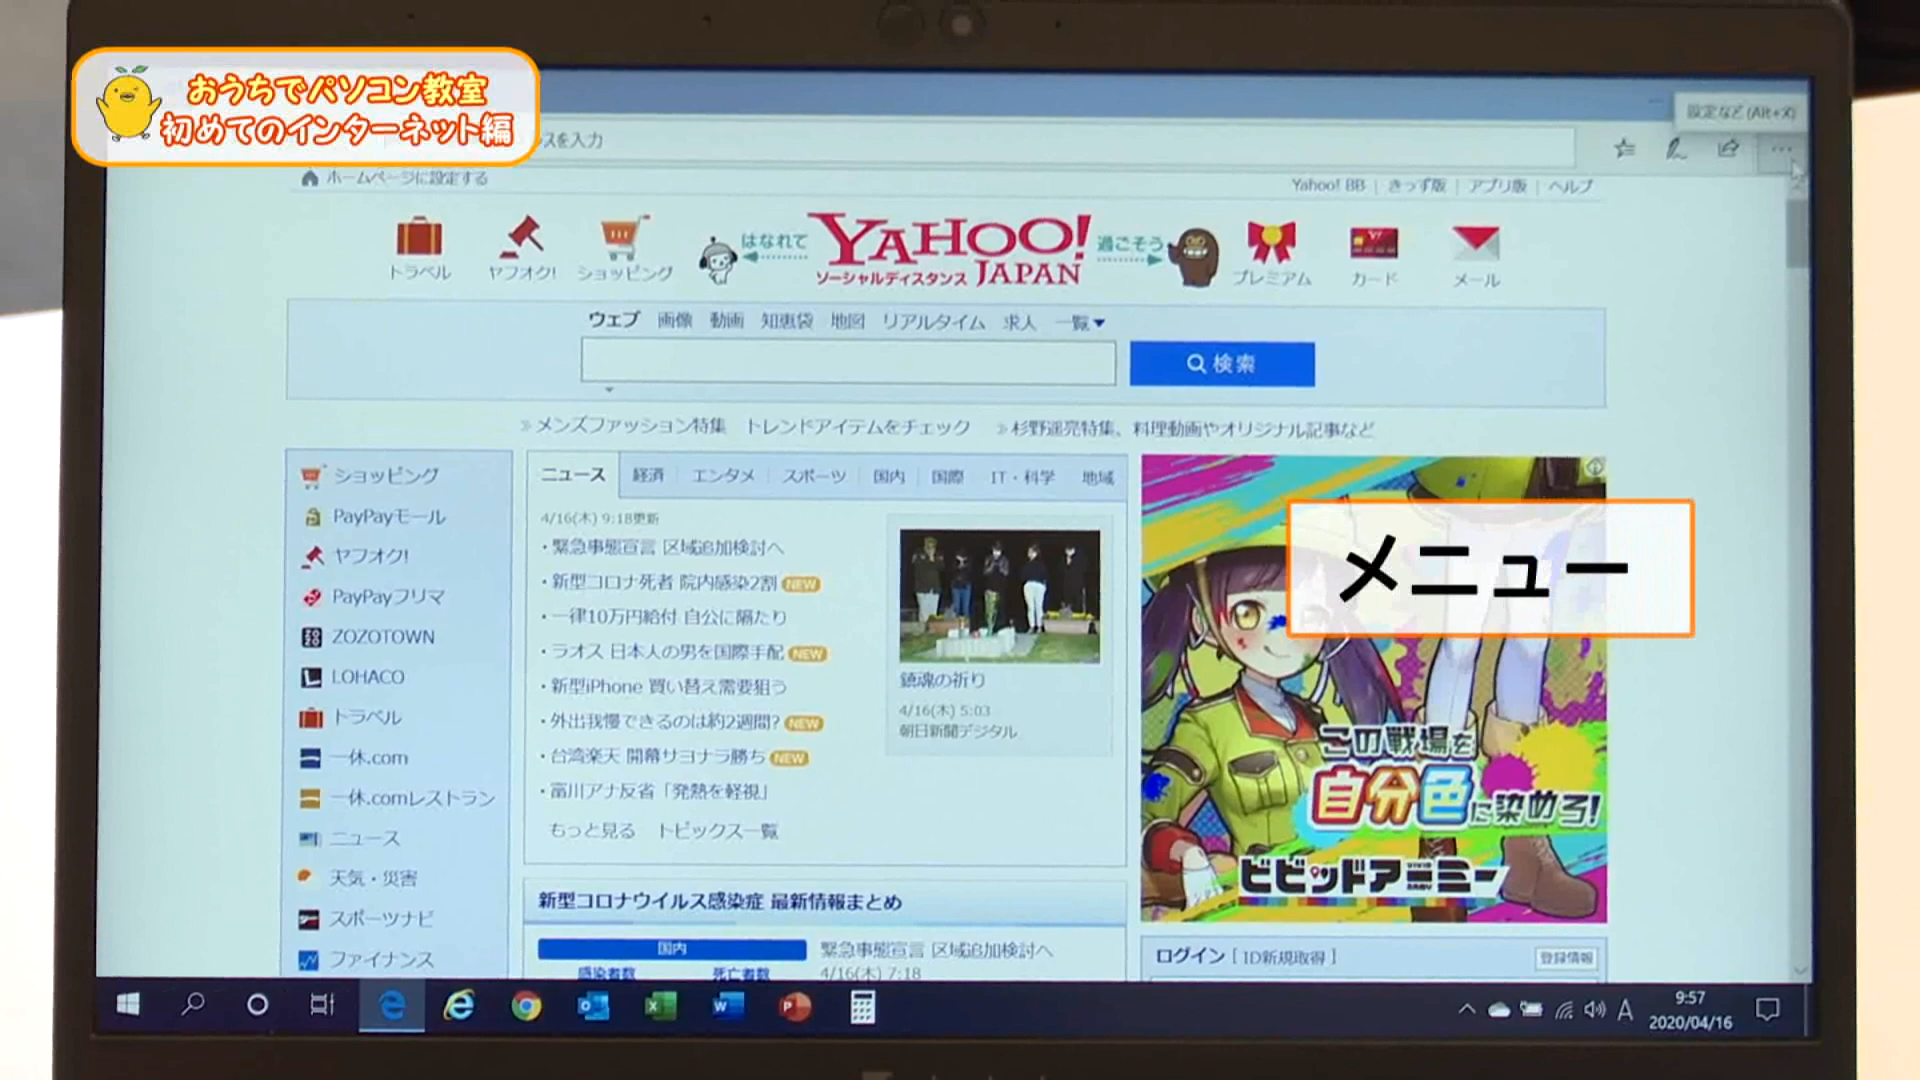 おうちでパソコン教室
初めてのインターネット編
設定など (Alt+X)
スを入力
ホームページに設定する
Yahoo! BB | きっず版 | アプリ版 | ヘルプ
トラベル
ヤフオク!
ショッピング
はなれて
YAHOO!
JAPAN
ソーシャルディスタンス
過ごそう
プレミアム
カード
メール
ウェブ 画像 動画 知恵袋 地図 リアルタイム 求人 一覧▼
検索
» メンズファッション特集 トレンドアイテムをチェック » 杉野遥亮特集、料理動画やオリジナル記事など
ショッピング
PayPayモール
ヤフオク!
PayPayフリマ
ZOZOTOWN
LOHACO
トラベル
一休.com
一休.comレストラン
ニュース
天気・災害
スポーツナビ
ファイナンス
ニュース 経済 エンタメ スポーツ 国内 国際 IT・科学 地域
4/16(木) 9:18更新
・緊急事態宣言 区域追加検討へ
・新型コロナ死者 院内感染2割 NEW
・一律10万円給付 自公に隔たり
・ラオス 日本人の男を国際手配 NEW
・新型iPhone 買い替え需要狙う
・外出我慢できるのは約2週間? NEW
・台湾楽天 開幕サヨナラ勝ち NEW
・富川アナ反省「発熱を軽視」
もっと見る トピックス一覧
鎮魂の祈り
4/16(木) 5:03
朝日新聞デジタル
新型コロナウイルス感染症 最新情報まとめ
国内
感染者数 死亡者数
緊急事態宣言 区域追加検討へ
4/16(木) 7:18
メニュー
この戦場を
自分色に染めろ!
ビビッドアーミー
ログイン [ ID新規取得 ]
登録情報
A
9:57
2020/04/16